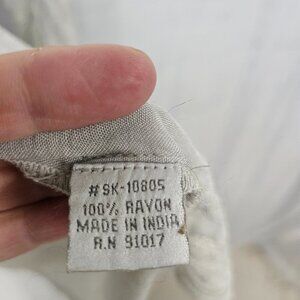 #SK-10805
100% RAYON
MADE IN INDIA
R.N 91017